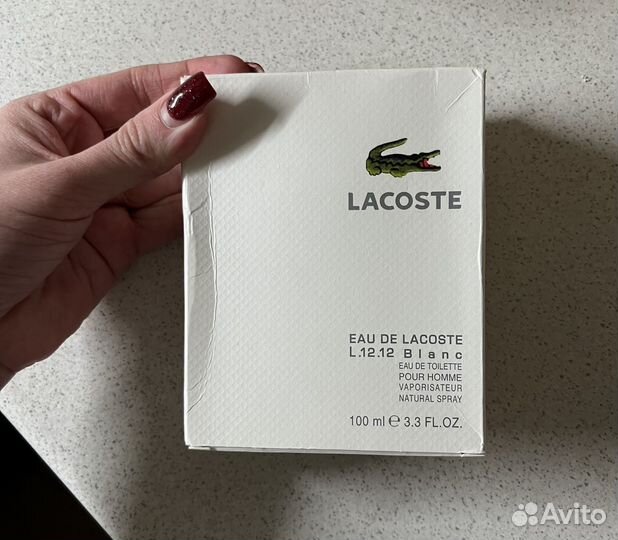 LACOSTE
EAU DE LACOSTE
L.12.12 Blanc
EAU DE TOILETTE
POUR HOMME
VAPORISATEUR
NATURAL SPRAY
100 ml ℮ 3.3 FL.OZ.
Avito